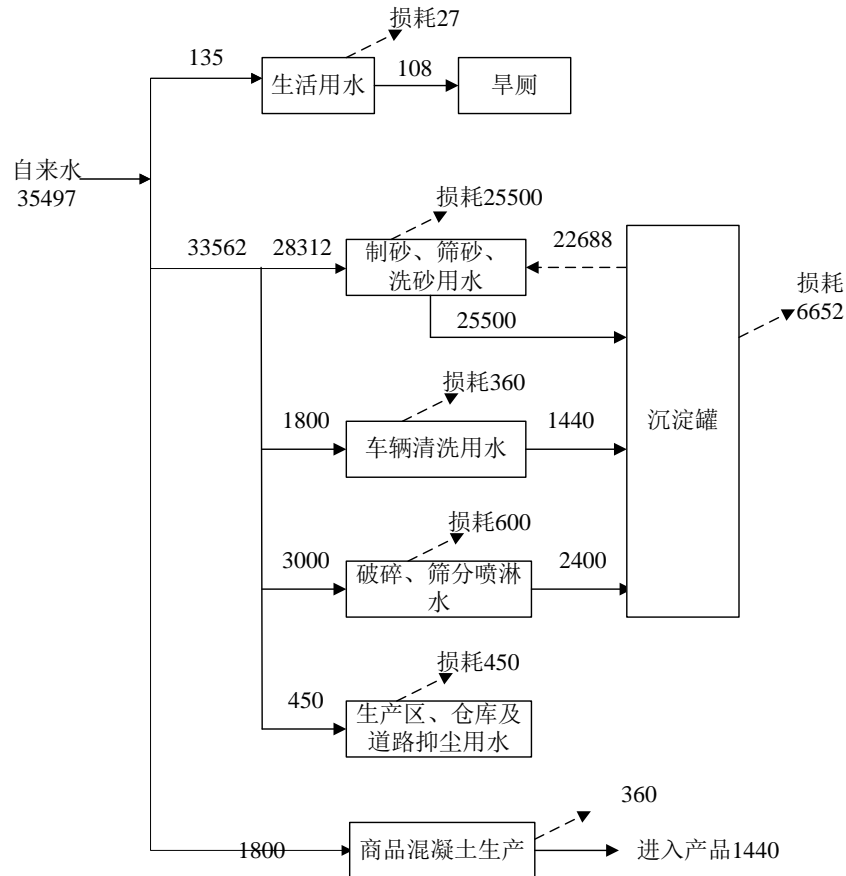 损耗27
135
生活用水
108
旱厕
自来水
35497
损耗25500
33562
28312
制砂、筛砂、
洗砂用水
22688
25500
损耗
6652
损耗360
1800
车辆清洗用水
1440
沉淀罐
损耗600
3000
破碎、筛分喷淋
水
2400
损耗450
450
生产区、仓库及
道路抑尘用水
360
1800
商品混凝土生产
进入产品1440